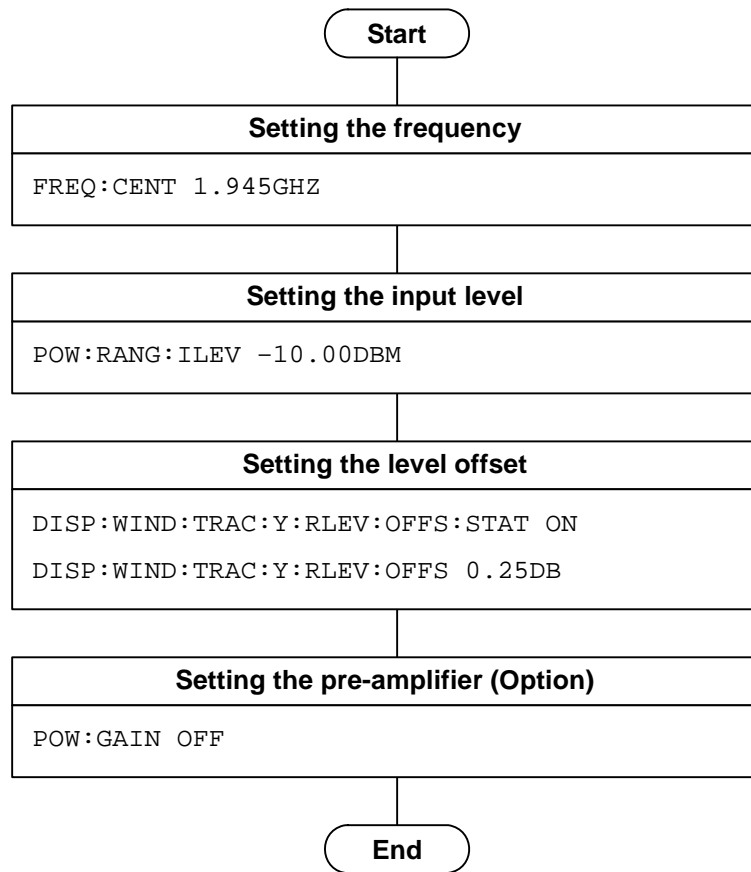 Start
Setting the frequency
FREQ:CENT 1.945GHZ
Setting the input level
POW:RANG:ILEV −10.00DBM
Setting the level offset
DISP:WIND:TRAC:Y:RLEV:OFFS:STAT ON
DISP:WIND:TRAC:Y:RLEV:OFFS 0.25DB
Setting the pre-amplifier (Option)
POW:GAIN OFF
End